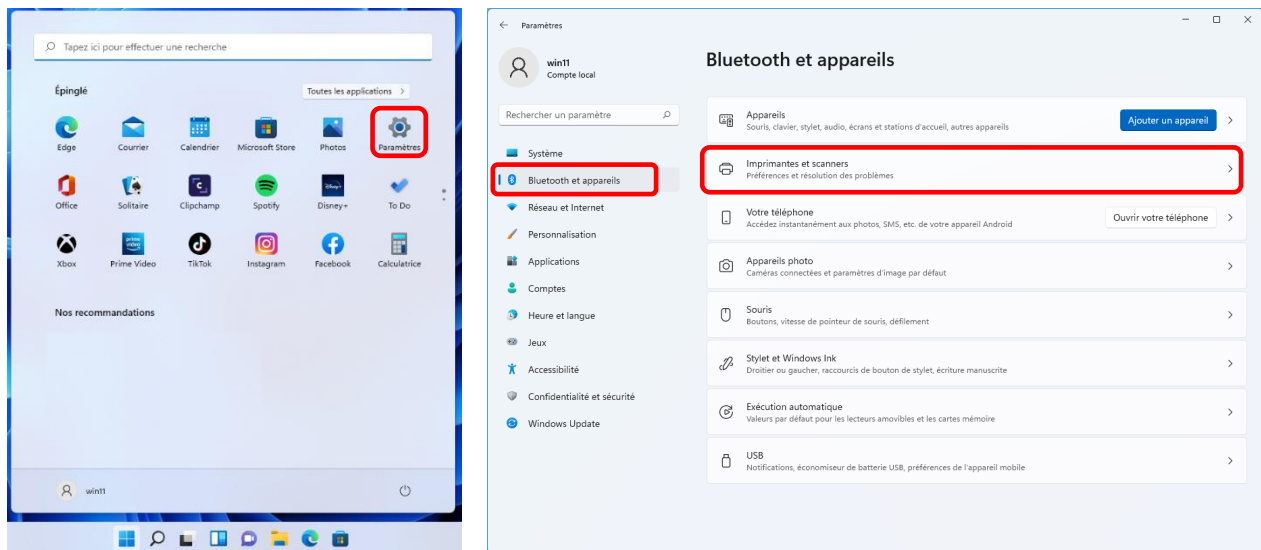 Tapez ici pour effectuer une recherche
Épinglé
Toutes les applications
Edge
Courrier
Calendrier
Microsoft Store
Photos
Paramètres
Office
Solitaire
Clipchamp
Spotify
Disney+
To Do
Xbox
Prime Video
TikTok
Instagram
Facebook
Calculatrice
Nos recommandations
win11
Paramètres
win11
Compte local
Rechercher un paramètre
Système
Bluetooth et appareils
Réseau et Internet
Personnalisation
Applications
Comptes
Heure et langue
Jeux
Accessibilité
Confidentialité et sécurité
Windows Update
Bluetooth et appareils
Appareils
Souris, clavier, stylet, audio, écrans et stations d'accueil, autres appareils
Ajouter un appareil
Imprimantes et scanners
Préférences et résolution des problèmes
Votre téléphone
Accédez instantanément aux photos, SMS, etc. de votre appareil Android
Ouvrir votre téléphone
Appareils photo
Caméras connectées et paramètres d'image par défaut
Souris
Boutons, vitesse de pointeur de souris, défilement
Stylet et Windows Ink
Droitier ou gaucher, raccourcis de bouton de stylet, écriture manuscrite
Exécution automatique
Valeurs par défaut pour les lecteurs amovibles et les cartes mémoire
USB
Notifications, économiseur de batterie USB, préférences de l'appareil mobile